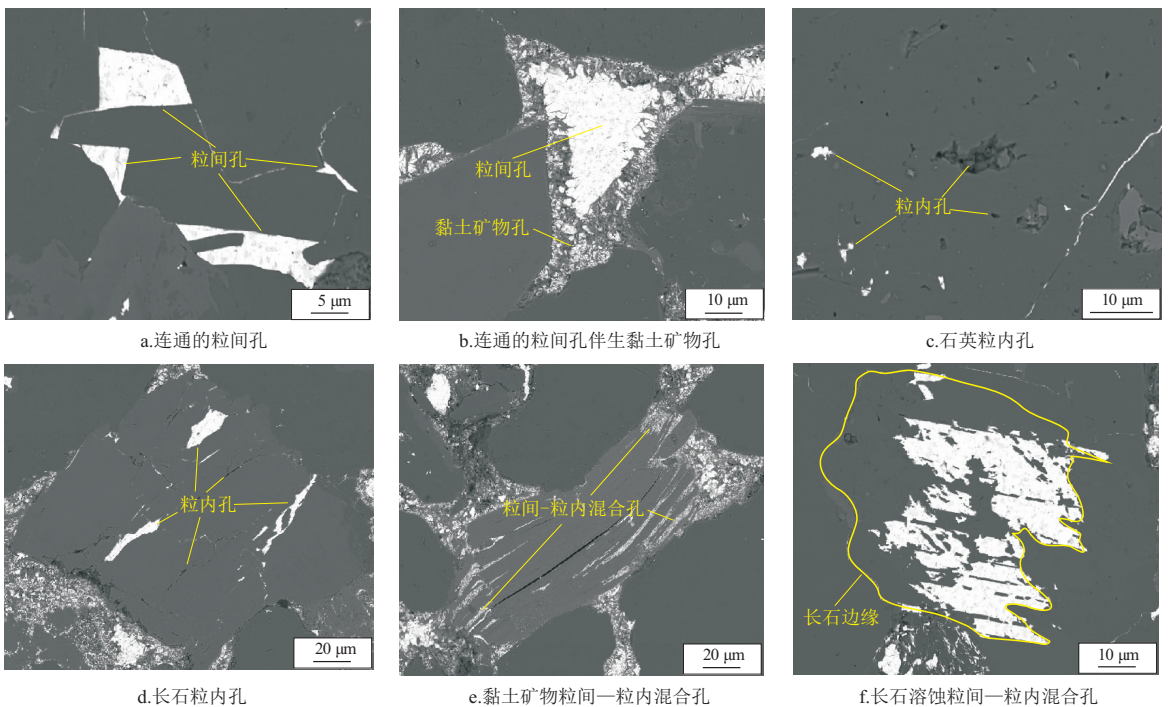 粒间孔
5 μm
a.连通的粒间孔
粒间孔
黏土矿物孔
10 μm
b.连通的粒间孔伴生黏土矿物孔
粒内孔
10 μm
c.石英粒内孔
粒内孔
20 μm
d.长石粒内孔
粒间–粒内混合孔
20 μm
e.黏土矿物粒间—粒内混合孔
长石边缘
10 μm
f.长石溶蚀粒间—粒内混合孔